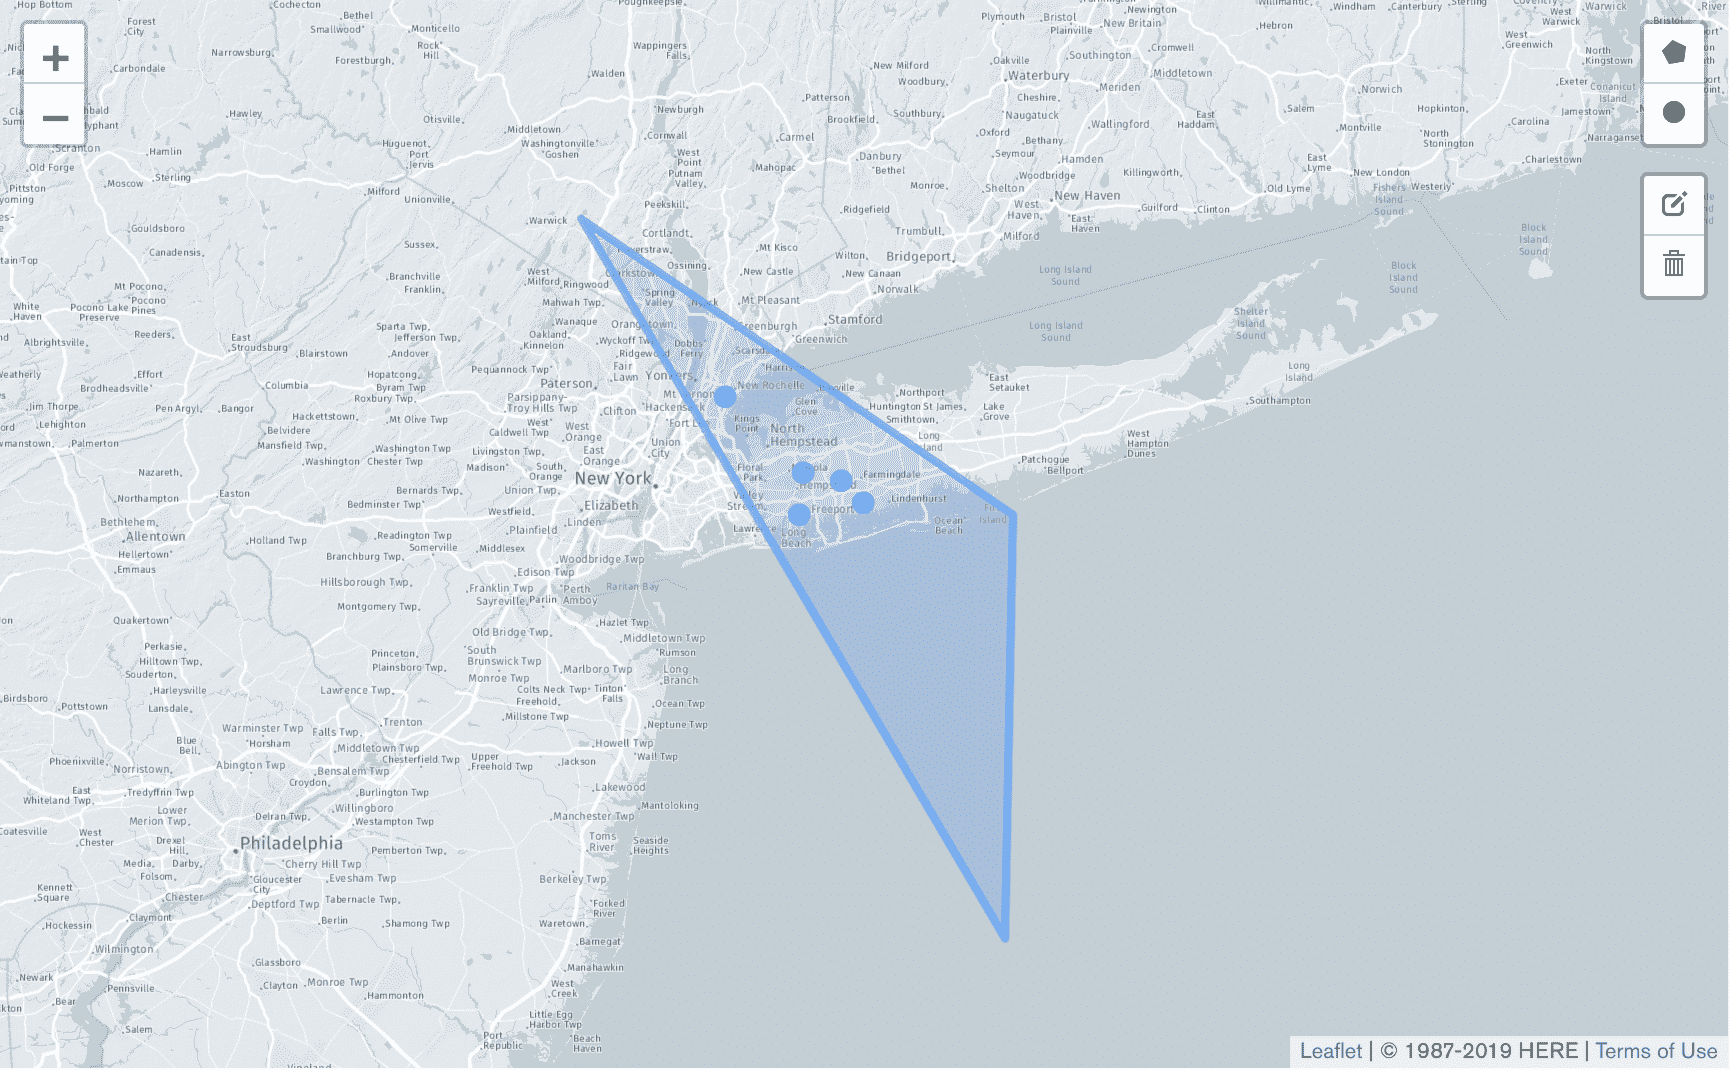 Hop Bottom
Forest
City
Cochecton
Bethel
Smallwood
Monticello
Poughkeepsie
Plymouth
Bristol
Plainville
Newington
New Britain
Willimantic
Windham
Canterbury
Sterling
West
Warwick
Warwick
Bristol
Hebron
Coventry
West
Greenwich
Carbondale
Narrowsburg
Forestburgh
Rock
Hill
Wappingers
Falls
Walden
New Milford
Woodbury
Oakville
Waterbury
Southington
Cromwell
Middletown
Meriden
Cheshire
North
Kingstown
Exeter
Conanicut
Island
Jamestown
Norwich
Hawley
Otisville
Newburgh
Patterson
Brookfield
Southbury
Naugatuck
Wallingford
East
Haddam
Salem
Montville
Hopkinton
Carolina
North
Stonington
Scranton
Old Forge
Hamlin
Huguenot
Port
Jervis
Middletown
Washingtonville
Goshen
Cornwall
West
Point
Putnam
Valley
Carmel
Mahopac
Danbury
Bethel
Oxford
Bethany
Seymour
Hamden
Woodbridge
Killingworth
East
Lyme
New London
Charlestown
Narraganset
Pittston
Moscow
Sterling
Milford
Unionville
Warwick
Peekskill
Monroe
Shelton
New Haven
West
Haven
East
Haven
Guilford
Clinton
Old Lyme
Fishers
Island
Sound
Westerly
Gouldsboro
Canadensis
Sussex
Cortlandt
Ridgefield
Trumbull
Milford
Block
Island
Sound
Mt Pocono
Pocono
Pocono Lake
Preserve
Pines
Branchville
Franklin
West
Milford
Ringwood
Clarkstown
Ossining
Mt Kisco
New Castle
Wilton
New Canaan
Bridgeport
Norwalk
Long Island
Sound
Block
Island
Sound
White
Haven
Reeders
Sparta Twp
Jefferson Twp
Mahwah Twp
Wanaque
Spring
Valley
Nyack
Mt Pleasant
Greenburgh
Stamford
Greenwich
Long Island
Sound
Shelter
Island
Sound
Albrightsville
East
Stroudsburg
Blairstown
Andover
Oakland
Kinnelon
Orangetown
Wyckoff Twp
Ridgewood
Dobbs
Ferry
Scarsdale
Harrison
Weatherly
Effort
Brodheadsville
Columbia
Hopatcong
Byram Twp
Roxbury Twp
Pequannock Twp
Paterson
Fair
Lawn
Yonkers
New Rochelle
Northport
East
Setauket
Long
Island
Southampton
Jim Thorpe
Lehighton
Palmerton
Pen Argyl
Bangor
Hackettstown
Mt Olive Twp
Parsippany-
Troy Hills Twp
Clifton
Hackensack
Fort Lee
Mt Vernon
Glen
Cove
Kings
Point
Huntington
St James
Smithtown
Lake
Grove
Belvidere
Mansfield Twp
Washington
Washington Twp
Chester Twp
Caldwell Twp
Livingston Twp
Madison
West
Orange
East
Orange
South
Orange
Union
City
North
Hempstead
Long
Island
West
Hampton
Dunes
Patchogue
Bellport
Nazareth
Northampton
Easton
Bernards Twp
Bedminster Twp
Union Twp
New York
Floral
Park
Mineola
Hempstead
Farmingdale
Lindenhurst
Bethlehem
Allentown
Hellertown
Emmaus
Holland Twp
Readington Twp
Somerville
Branchburg Twp
Westfield
Plainfield
Middlesex
Elizabeth
Linden
Valley
Stream
Lawrence
Freeport
Long
Beach
Ocean
Beach
Fire
Island
Hillsborough Twp
Montgomery Twp
Woodbridge Twp
Edison Twp
Franklin Twp
Sayreville
Parlin
Perth
Amboy
Raritan Bay
Quakertown
Perkasie
Hilltown Twp
Souderton
Princeton
Plainsboro Twp
Old Bridge Twp
South
Brunswick Twp
Monroe Twp
Hazlet Twp
Middletown Twp
Rumson
Long
Branch
Marlboro Twp
Birdsboro
Pottstown
Harleysville
Lansdale
Lawrence Twp
Colts Neck Twp
Freehold
Tinton
Falls
Ocean Twp
Millstone Twp
Neptune Twp
Warminster Twp
Horsham
Falls Twp
Trenton
Middletown Twp
Chesterfield Twp
Bensalem Twp
Upper
Freehold Twp
Howell Twp
Wall Twp
Jackson
Blue
Bell
Phoenixville
Norristown
Abington Twp
Croydon
Burlington Twp
Willingboro
Westampton Twp
Lakewood
Mantoloking
East
Whiteland Twp
Tredyffrin Twp
Lower
Merion Twp
Delran Twp
Manchester Twp
Coatesville
West
Chester
Drexel
Hill
Media
Darby
Folsom
Philadelphia
Pemberton Twp
Toms
River
Seaside
Heights
Cherry Hill Twp
Evesham Twp
Gloucester
City
Deptford Twp
Tabernacle Twp
Berkeley Twp
Kennett
Square
Chester
Claymont
Hockessin
Wilmington
Berlin
Shamong Twp
Forked
River
Waretown
Barnegat
Newark
Pennsville
Bear
Glassboro
Clayton
Monroe Twp
Hammonton
Manahawkin
West
Creek
Salem
Little Egg
Harbor Twp
Port
Republic
Beach
Haven
Vineland
Leaflet | © 1987-2019 HERE | Terms of Use